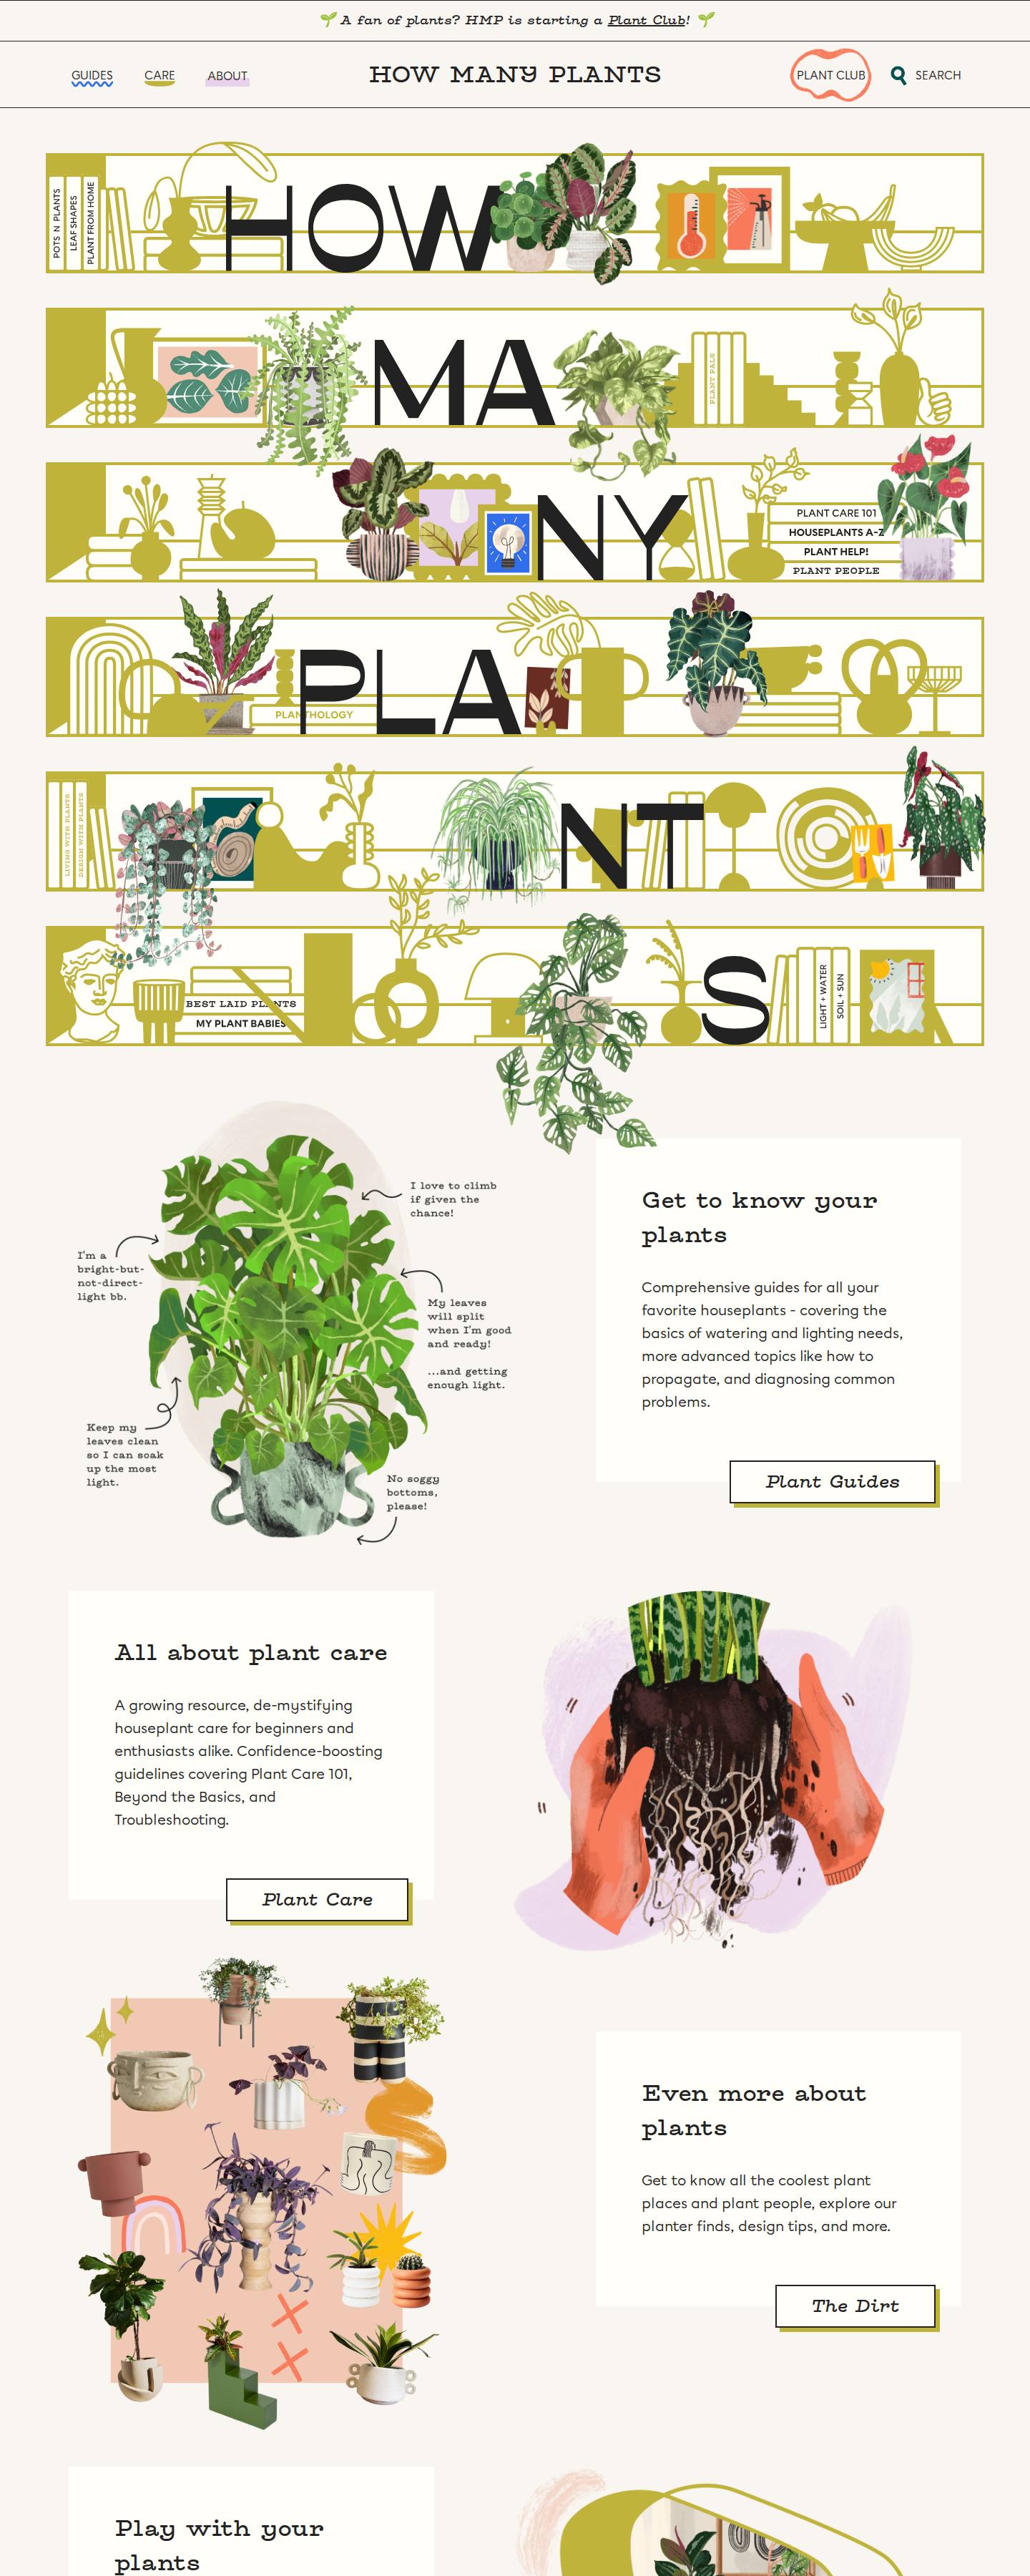 🌱 A fan of plants? HMP is starting a Plant Club! 🌱
GUIDES
CARE
ABOUT
HOW MANY PLANTS
PLANT CLUB
SEARCH
POTS N PLANTS
LEAF SHAPES
PLANT FROM HOME
HOW
MA
PLANT PALS
NY
PLANT CARE 101
HOUSEPLANTS A-Z
PLANT HELP!
PLANT PEOPLE
PLANTHOLOGY
PLA
LIVING WITH PLANTS
DESIGN WITH PLANTS
NT
BEST LAID PLANTS
MY PLANT BABIES
S
LIGHT + WATER
SOIL + SUN
I love to climb
if given the
chance!
I'm a
bright-but-
not-direct-
light bb.
My leaves
will split
when I'm good
and ready!
...and getting
enough light.
Keep my
leaves clean
so I can soak
up the most
light.
No soggy
bottoms,
please!
Get to know your
plants
Comprehensive guides for all your
favorite houseplants - covering the
basics of watering and lighting needs,
more advanced topics like how to
propagate, and diagnosing common
problems.
Plant Guides
All about plant care
A growing resource, de-mystifying
houseplant care for beginners and
enthusiasts alike. Confidence-boosting
guidelines covering Plant Care 101,
Beyond the Basics, and
Troubleshooting.
Plant Care
Even more about
plants
Get to know all the coolest plant
places and plant people, explore our
planter finds, design tips, and more.
The Dirt
Play with your
plants